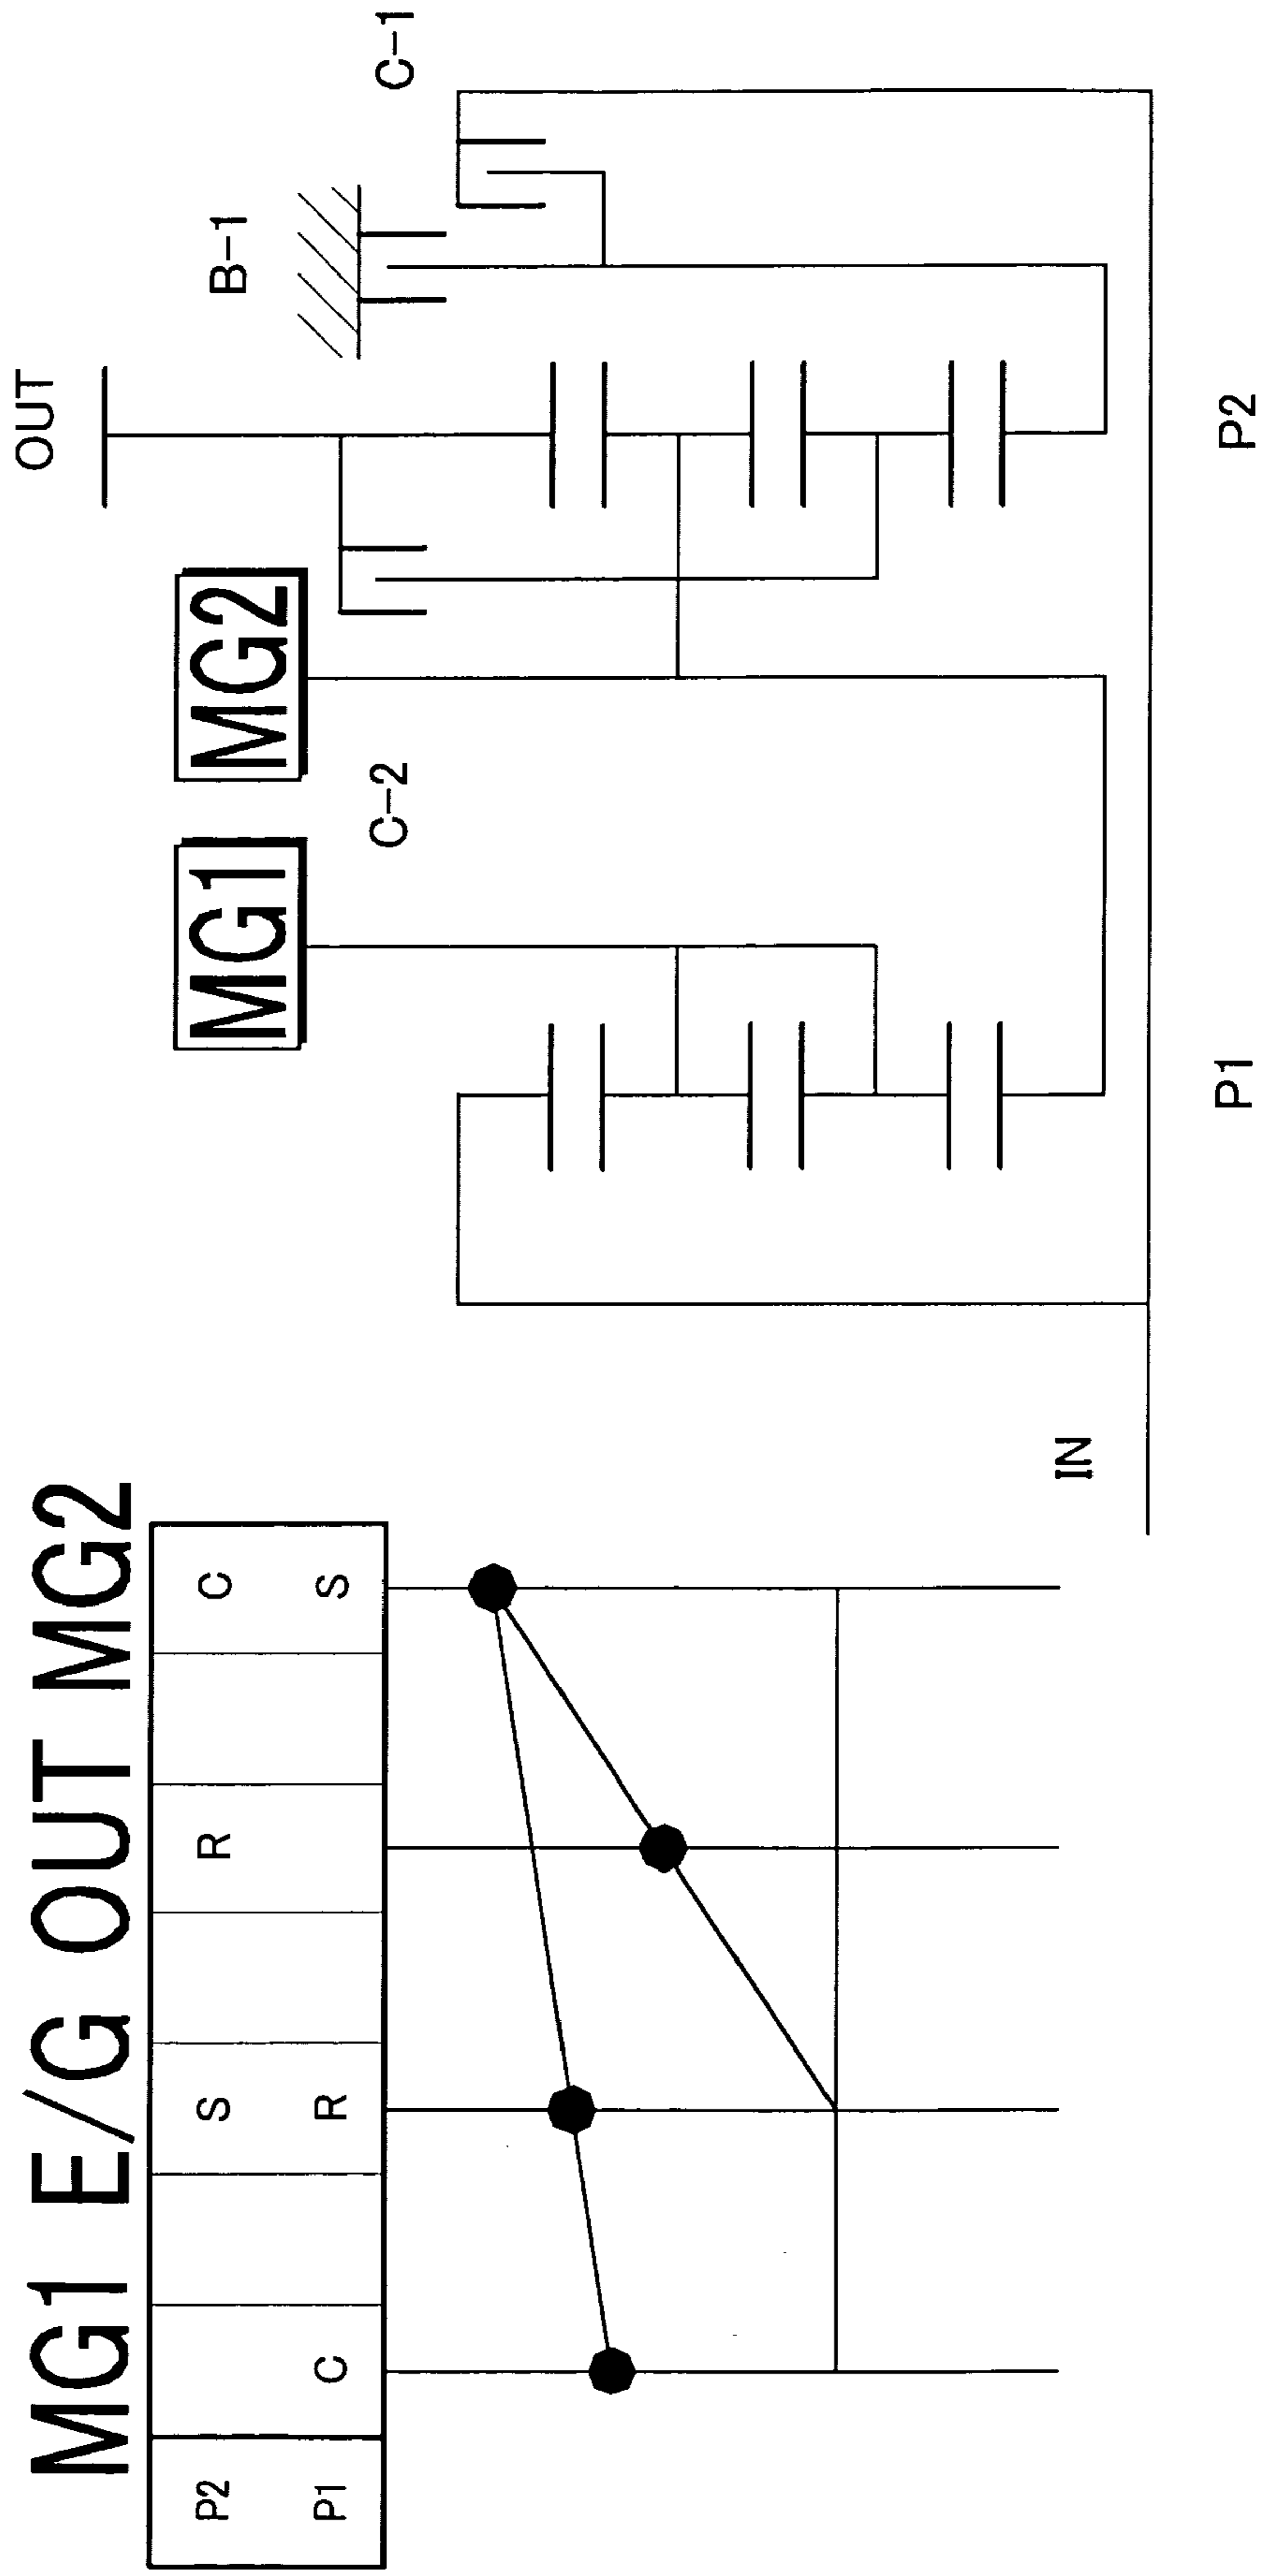 MG1 E/G OUT MG2
P2 S R C
P1 C R S
OUT
MG1 MG2
B-1
C-2
C-1
IN
P1 P2